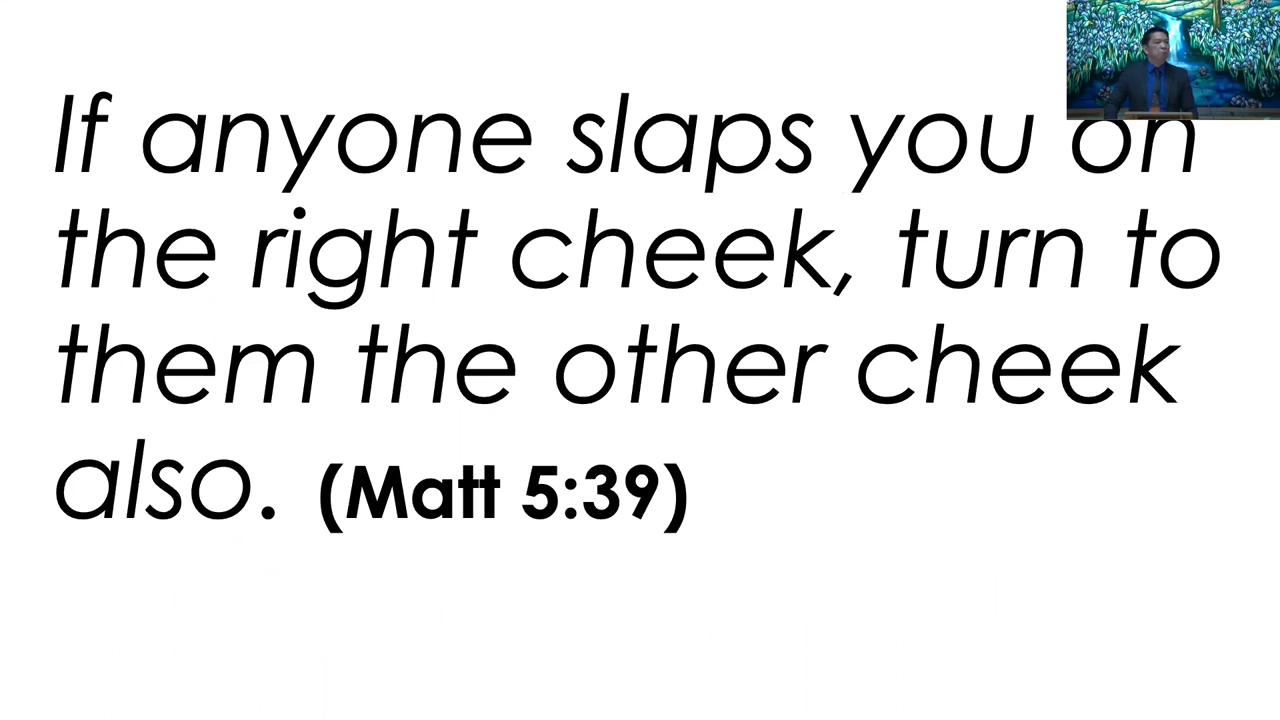 If anyone slaps you on
the right cheek, turn to
them the other cheek
also. (Matt 5:39)